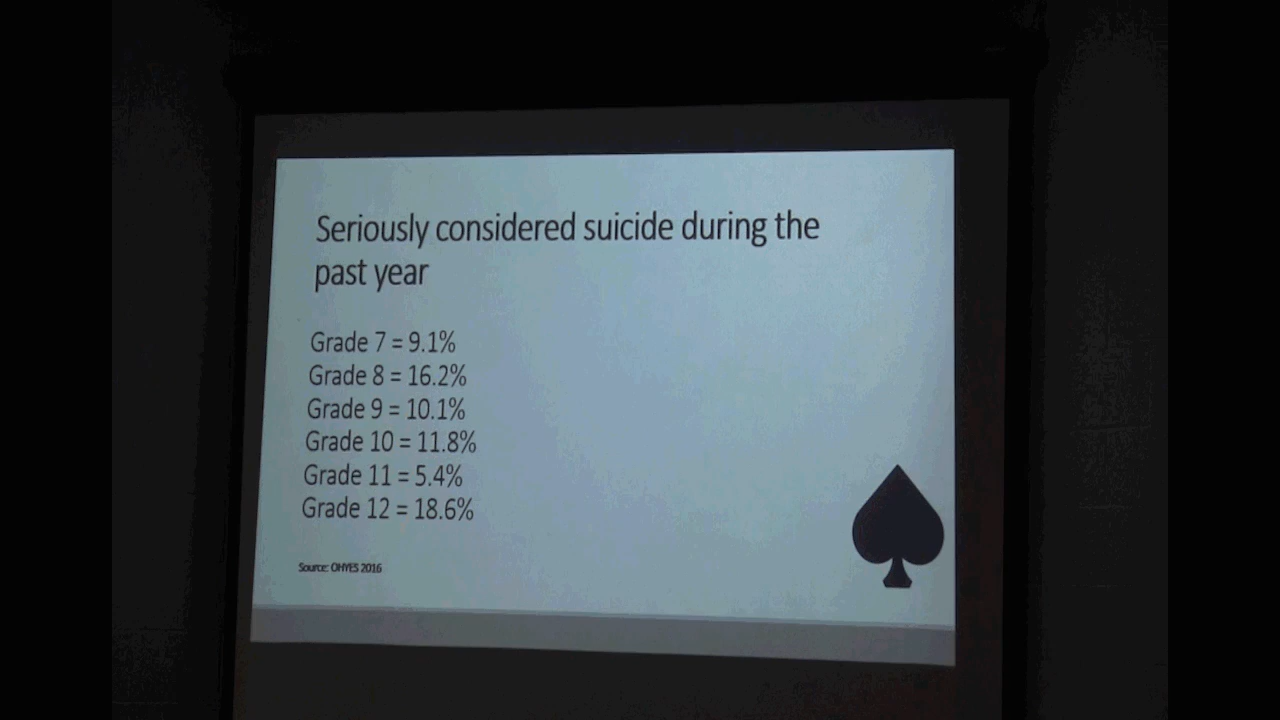 Seriously considered suicide during the
past year
Grade 7 = 9.1%
Grade 8 = 16.2%
Grade 9 = 10.1%
Grade 10 = 11.8%
Grade 11 = 5.4%
Grade 12 = 18.6%
Source: OHYES 2016